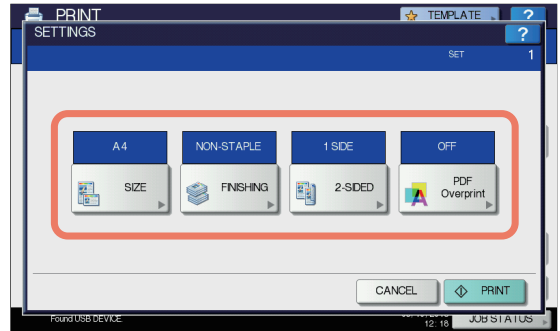 PRINT
TEMPLATE
?
SETTINGS
?
SET 1
A4
NON-STAPLE
1 SIDE
OFF
SIZE
FINISHING
2-SIDED
PDF
Overprint
CANCEL
PRINT
Found USB DEVICE.
12: 18
JOB STATUS